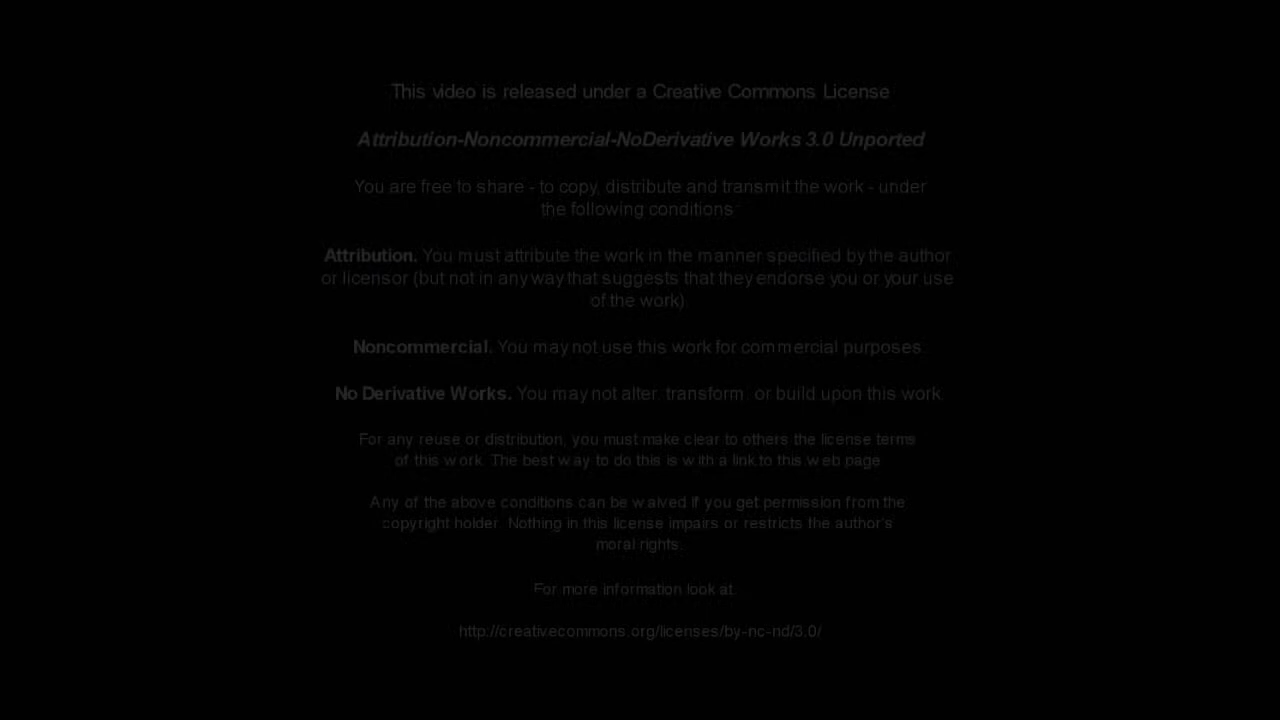 This video is released under a Creative Commons License
Attribution-Noncommercial-NoDerivative Works 3.0 Unported
You are free to share - to copy, distribute and transmit the work - under
the following conditions:
Attribution. You must attribute the work in the manner specified by the author
or licensor (but not in any way that suggests that they endorse you or your use
of the work).
Noncommercial. You may not use this work for commercial purposes.
No Derivative Works. You may not alter, transform, or build upon this work.
For any reuse or distribution, you must make clear to others the license terms
of this work. The best way to do this is with a link to this web page.
Any of the above conditions can be waived if you get permission from the
copyright holder. Nothing in this license impairs or restricts the author's
moral rights.
For more information look at:
http://creativecommons.org/licenses/by-nc-nd/3.0/